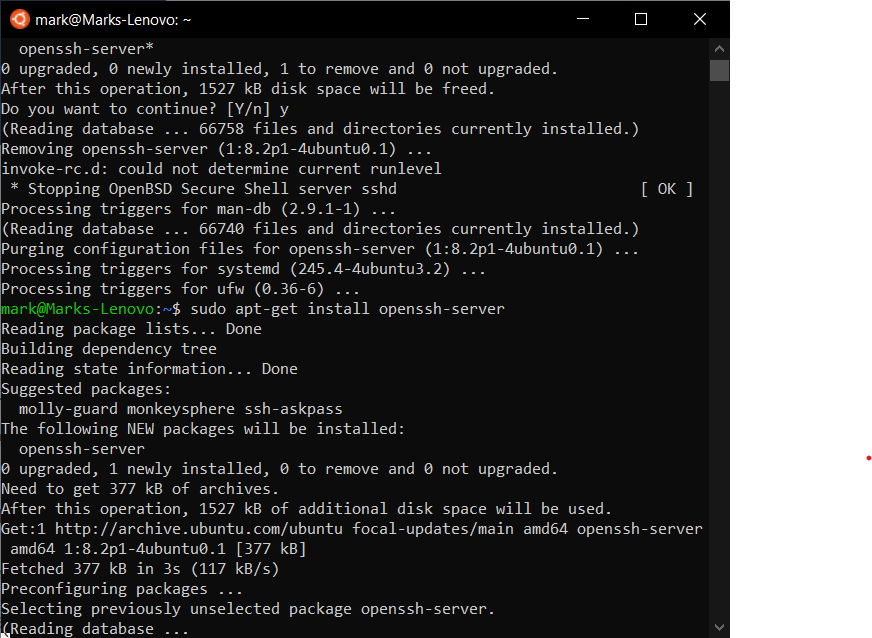 mark@Marks-Lenovo: ~
openssh-server*
0 upgraded, 0 newly installed, 1 to remove and 0 not upgraded.
After this operation, 1527 kB disk space will be freed.
Do you want to continue? [Y/n] y
(Reading database ... 66758 files and directories currently installed.)
Removing openssh-server (1:8.2p1-4ubuntu0.1) ...
invoke-rc.d: could not determine current runlevel
* Stopping OpenBSD Secure Shell server sshd [ OK ]
Processing triggers for man-db (2.9.1-1) ...
(Reading database ... 66740 files and directories currently installed.)
Purging configuration files for openssh-server (1:8.2p1-4ubuntu0.1) ...
Processing triggers for systemd (245.4-4ubuntu3.2) ...
Processing triggers for ufw (0.36-6) ...
mark@Marks-Lenovo:~$ sudo apt-get install openssh-server
Reading package lists... Done
Building dependency tree
Reading state information... Done
Suggested packages:
molly-guard monkeysphere ssh-askpass
The following NEW packages will be installed:
openssh-server
0 upgraded, 1 newly installed, 0 to remove and 0 not upgraded.
Need to get 377 kB of archives.
After this operation, 1527 kB of additional disk space will be used.
Get:1 http://archive.ubuntu.com/ubuntu focal-updates/main amd64 openssh-server
amd64 1:8.2p1-4ubuntu0.1 [377 kB]
Fetched 377 kB in 3s (117 kB/s)
Preconfiguring packages ...
Selecting previously unselected package openssh-server.
(Reading database ...